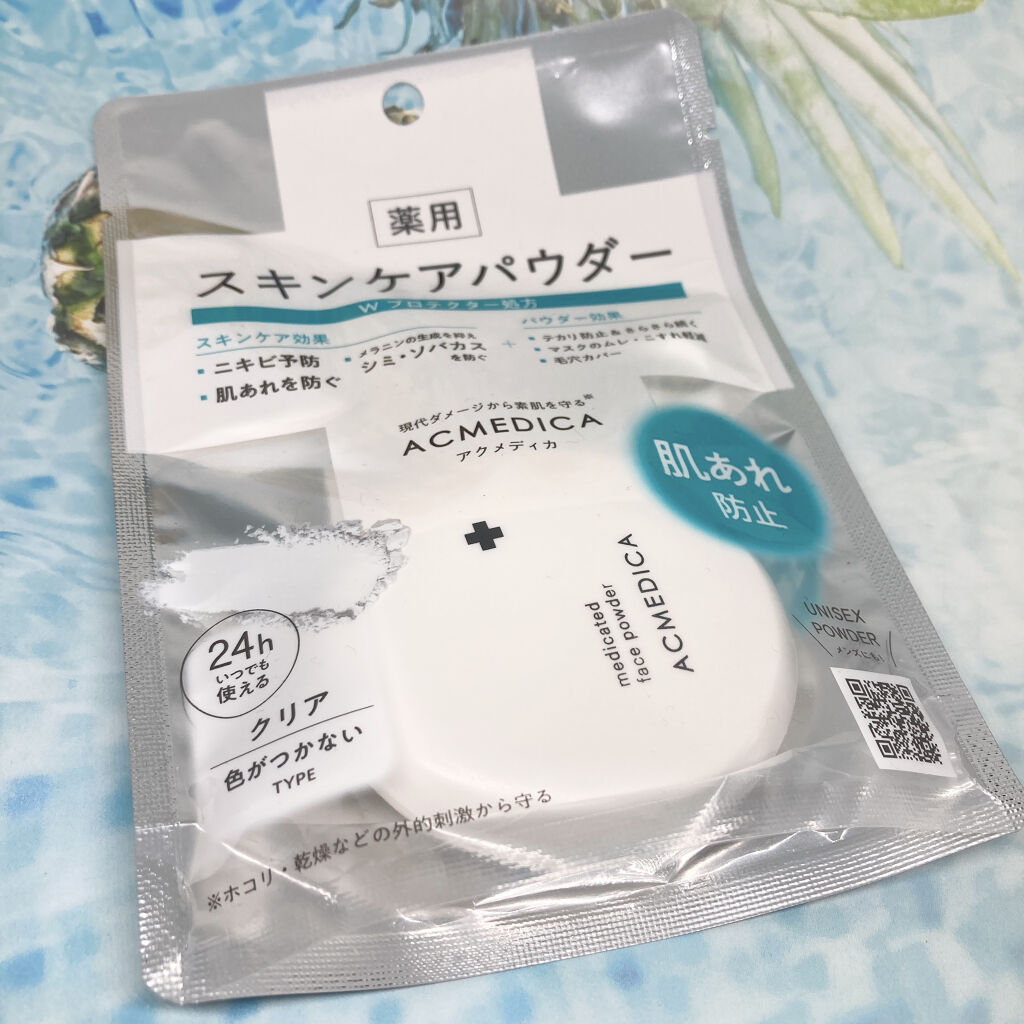 薬用
スキンケアパウダー
W プロテクター処方
スキンケア効果
▪ ニキビ予防
▪ 肌あれを防ぐ
▪ メラニンの生成を抑え
シミ・ソバカス
を防ぐ
+
パウダー効果
▪ テカリ防止&さらさら続く
▪ マスクのムレ・こすれ軽減
▪ 毛穴カバー
現代ダメージから素肌を守る※
ACMEDICA
アクメディカ
肌あれ
防止
medicated
face powder
ACMEDICA
UNISEX
POWDER
メンズにも!
24h
いつでも
使える
クリア
色がつかない
TYPE
※ホコリ・乾燥などの外的刺激から守る